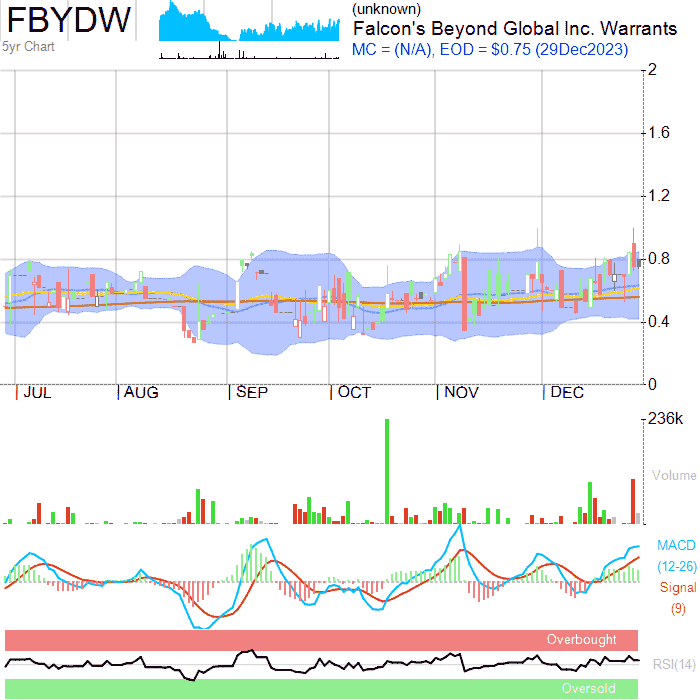 FBYDW
5yr Chart
(unknown)
Falcon's Beyond Global Inc. Warrants
MC = (N/A), EOD = $0.75 (29Dec2023)
2
1.6
1.2
0.8
0.4
0
JUL AUG SEP OCT NOV DEC
236k
Volume
MACD
(12-26)
Signal
(9)
Overbought
RSI(14)
Oversold